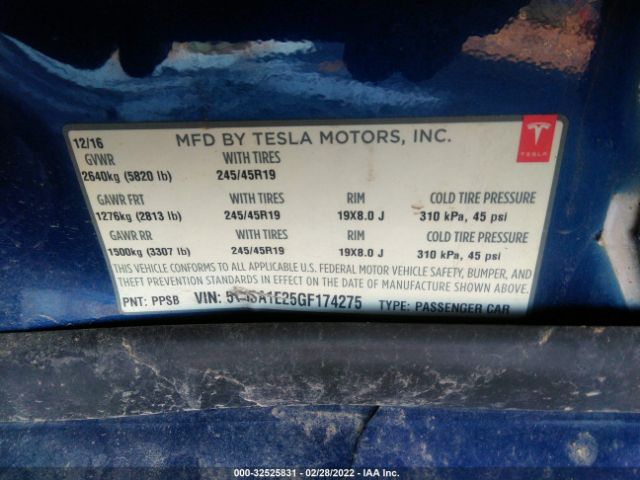 12/16 MFD BY TESLA MOTORS, INC.
TESLA
GVWR WITH TIRES
2640kg (5820 lb) 245/45R19
GAWR FRT WITH TIRES RIM COLD TIRE PRESSURE
1276kg (2813 lb) 245/45R19 19X8.0 J 310 kPa, 45 psi
GAWR RR WITH TIRES RIM COLD TIRE PRESSURE
1500kg (3307 lb) 245/45R19 19X8.0 J 310 kPa, 45 psi
THIS VEHICLE CONFORMS TO ALL APPLICABLE U.S. FEDERAL MOTOR VEHICLE SAFETY, BUMPER, AND
THEFT PREVENTION STANDARDS IN EFFECT ON THE DATE OF MANUFACTURE SHOWN ABOVE.
PNT: PPSB VIN: TYPE: PASSENGER CAR
000-32525831 - 02/28/2022 - IAA Inc.